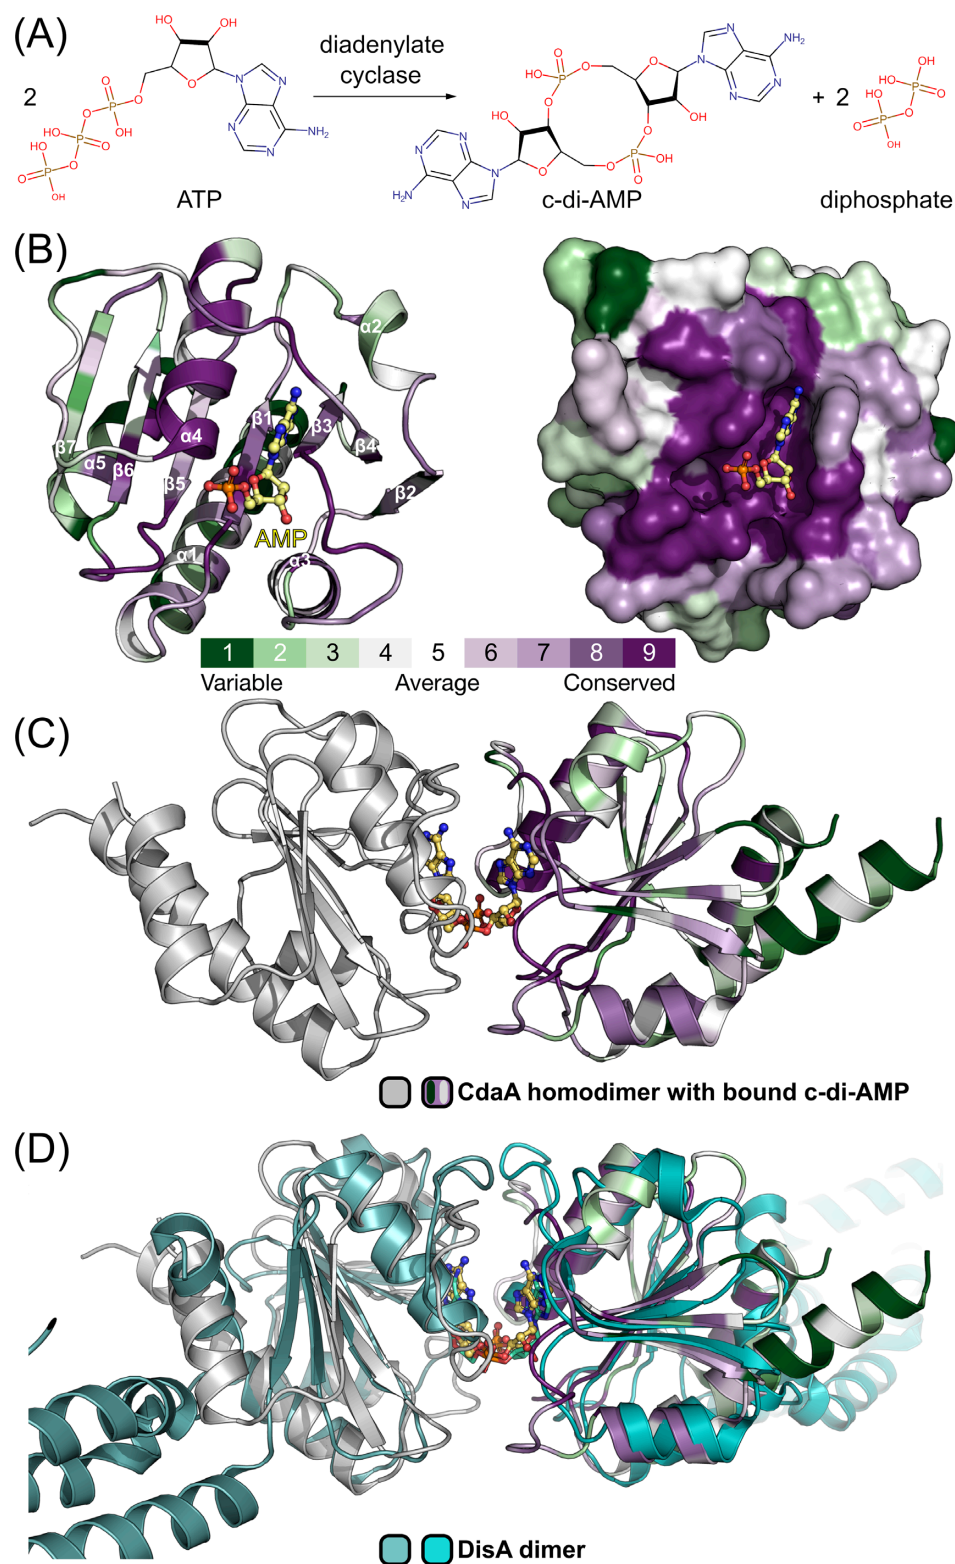 (A)
HO OH
diadenylate
cyclase
2
ATP
c-di-AMP
+ 2
diphosphate
(B)
α2
β1
β3
α4
β4
β7
α5
β6
β5
β2
AMP
α1
α3
1 2 3 4 5 6 7 8 9
Variable Average Conserved
(C)
CdaA homodimer with bound c-di-AMP
(D)
DisA dimer